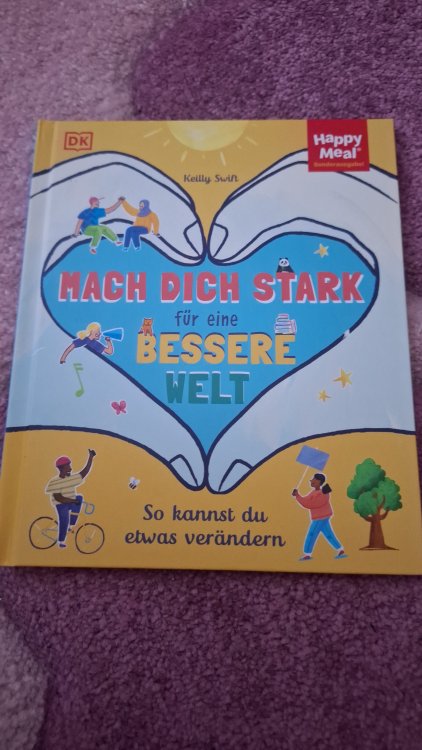 DK
Happy
Meal®
Sonderausgabe!
Keilly Swift
MACH DICH STARK
für eine
BESSERE
WELT
So kannst du
etwas verändern